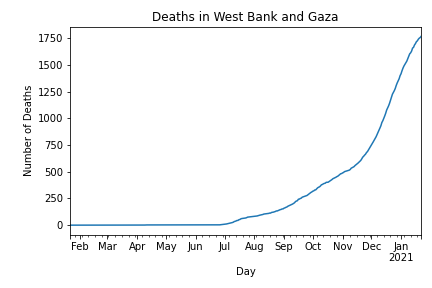 Deaths in West Bank and Gaza
Number of Deaths
1750
1500
1250
1000
750
500
250
0
Feb Mar Apr May Jun Jul Aug Sep Oct Nov Dec Jan
2021
Day